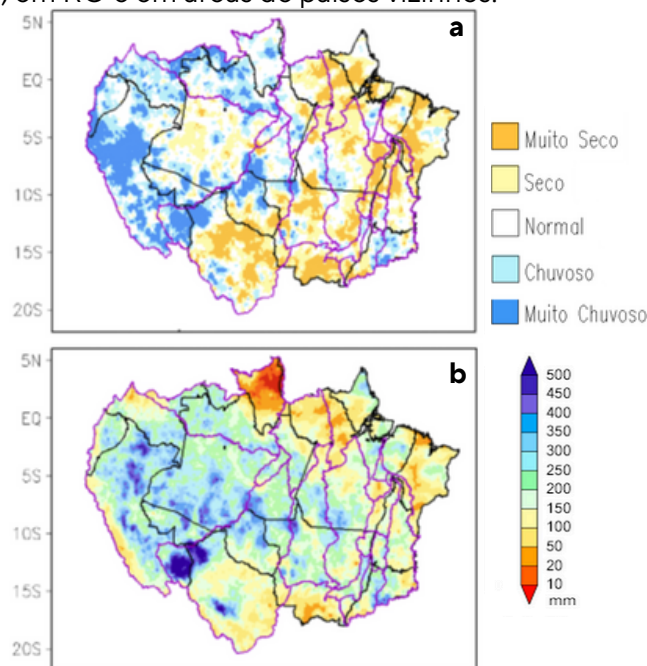 em RO e em áreas de países vizinhos.
a
5N
EQ
5S
10S
15S
20S
Muito Seco
Seco
Normal
Chuvoso
Muito Chuvoso
b
5N
EQ
5S
10S
15S
20S
500
450
400
350
300
250
200
150
100
50
20
10
mm